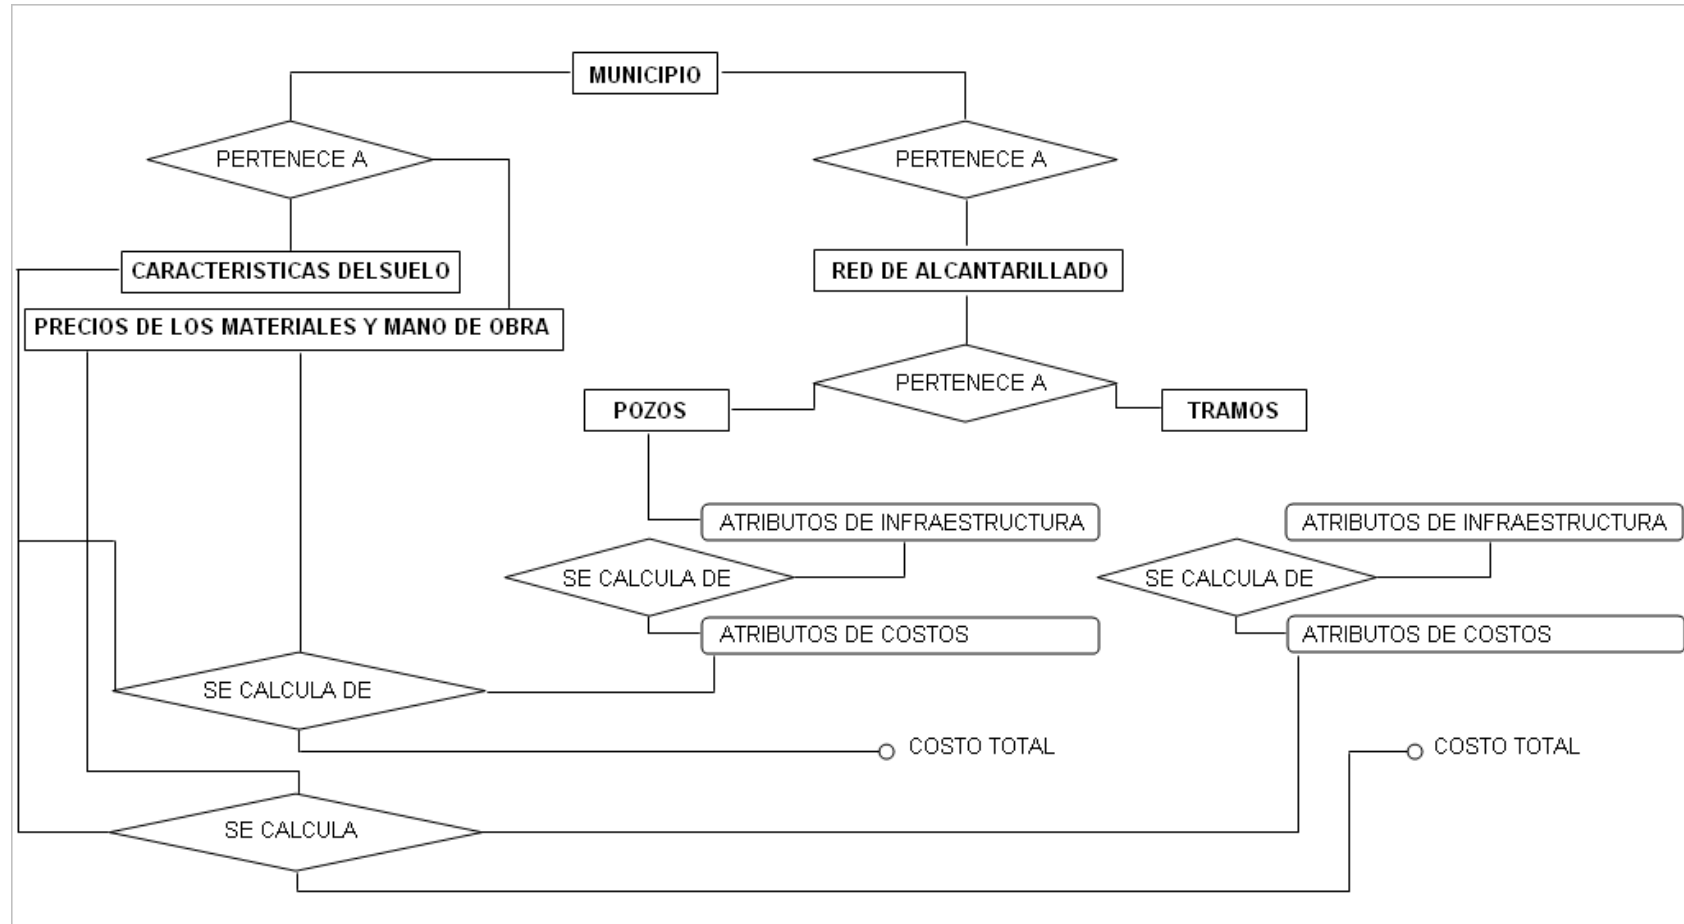 MUNICIPIO
PERTENECE A
PERTENECE A
CARACTERISTICAS DELSUELO
RED DE ALCANTARILLADO
PRECIOS DE LOS MATERIALES Y MANO DE OBRA
PERTENECE A
POZOS
TRAMOS
ATRIBUTOS DE INFRAESTRUCTURA
ATRIBUTOS DE INFRAESTRUCTURA
SE CALCULA DE
SE CALCULA DE
ATRIBUTOS DE COSTOS
ATRIBUTOS DE COSTOS
SE CALCULA DE
COSTO TOTAL
COSTO TOTAL
SE CALCULA